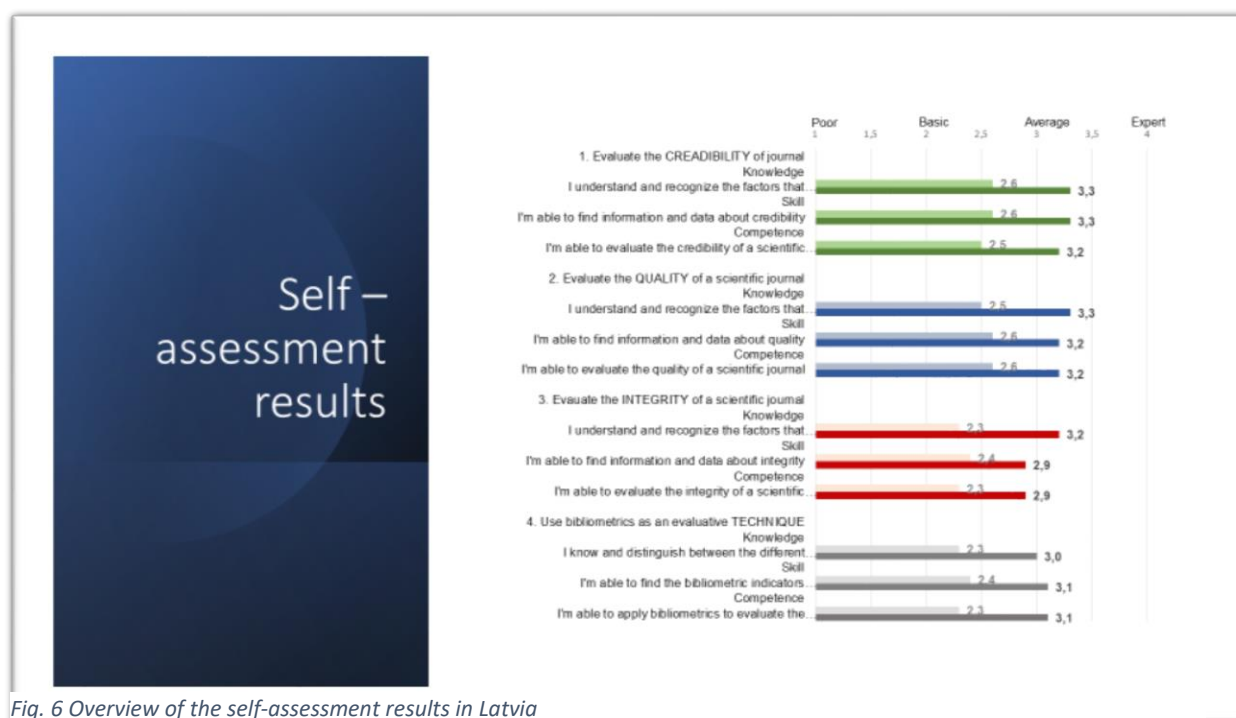 Self –
assessment
results
Poor Basic Average Expert
1 1,5 2 2,5 3 3,5 4
1. Evaluate the CREADIBILITY of journal
Knowledge
I understand and recognize the factors that... 2,6 3,3
Skill
I'm able to find information and data about credibility 2,6 3,3
Competence
I'm able to evaluate the credibility of a scientific... 2,5 3,2
2. Evaluate the QUALITY of a scientific journal
Knowledge
I understand and recognize the factors that... 2,5 3,3
Skill
I'm able to find information and data about quality 2,6 3,2
Competence
I'm able to evaluate the quality of a scientific journal 2,6 3,2
3. Evauate the INTEGRITY of a scientific journal
Knowledge
I understand and recognize the factors that... 2,3 3,2
Skill
I'm able to find information and data about integrity 2,4 2,9
Competence
I'm able to evaluate the integrity of a scientific... 2,3 2,9
4. Use bibliometrics as an evaluative TECHNIQUE
Knowledge
I know and distinguish between the different... 2,3 3,0
Skill
I'm able to find the bibliometric indicators 2,4 3,1
Competence
I'm able to apply bibliometrics to evaluate the... 2,3 3,1
Fig. 6 Overview of the self-assessment results in Latvia